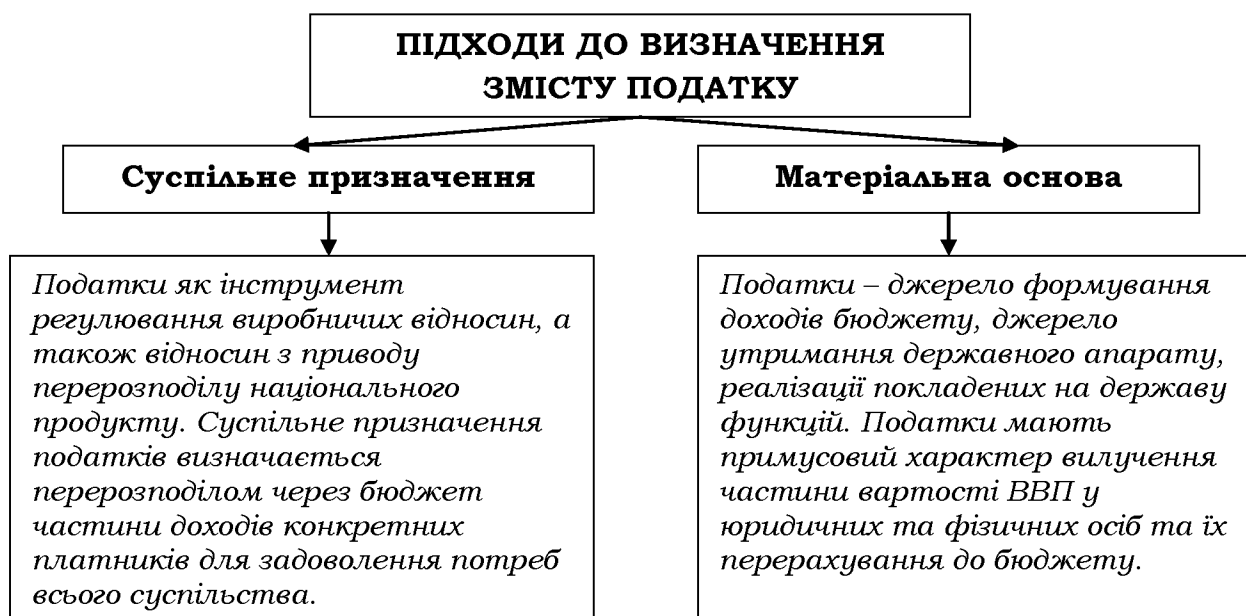 ПІДХОДИ ДО ВИЗНАЧЕННЯ
ЗМІСТУ ПОДАТКУ
Суспільне призначення
Матеріальна основа
Податки як інструмент
регулювання виробничих відносин, а
також відносин з приводу
перерозподілу національного
продукту. Суспільне призначення
податків визначається
перерозподілом через бюджет
частини доходів конкретних
платників для задоволення потреб
всього суспільства.
Податки – джерело формування
доходів бюджету, джерело
утримання державного апарату,
реалізації покладених на державу
функцій. Податки мають
примусовий характер вилучення
частини вартості ВВП у
юридичних та фізичних осіб та їх
перерахування до бюджету.